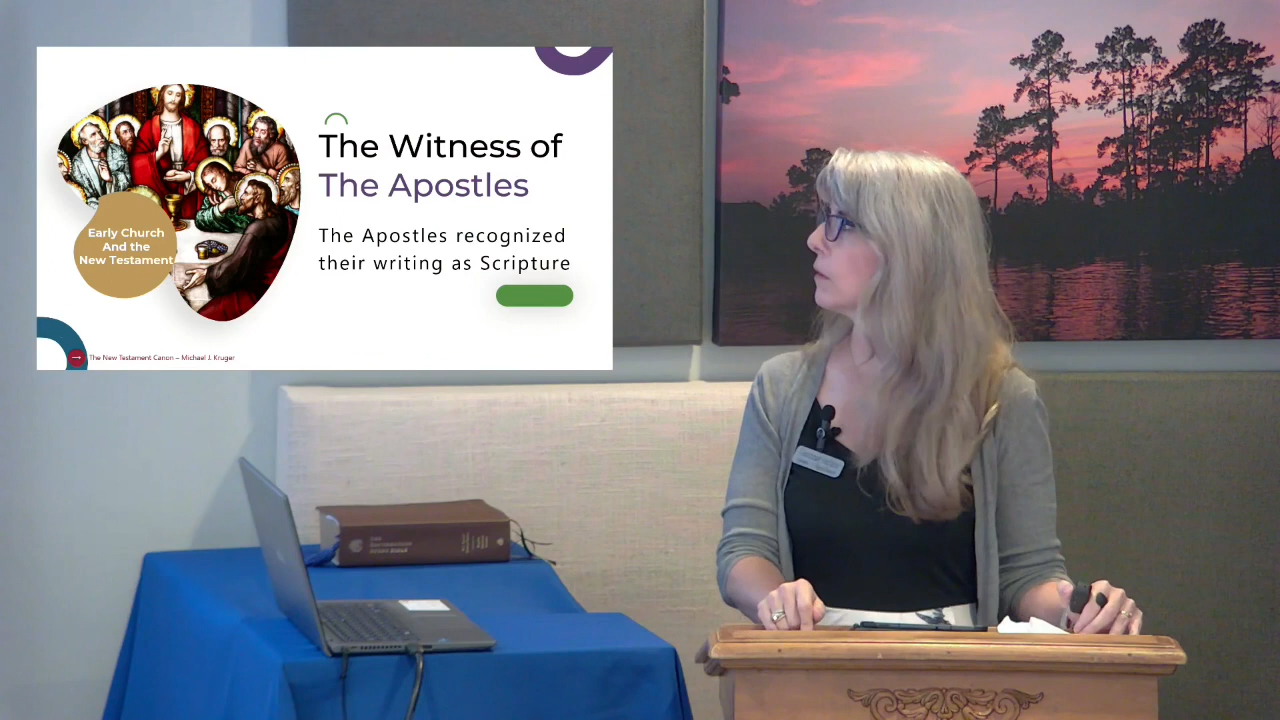 The Witness of
The Apostles
The Apostles recognized
their writing as Scripture
Early Church
And the
New Testament
The New Testament Canon – Michael J. Kruger